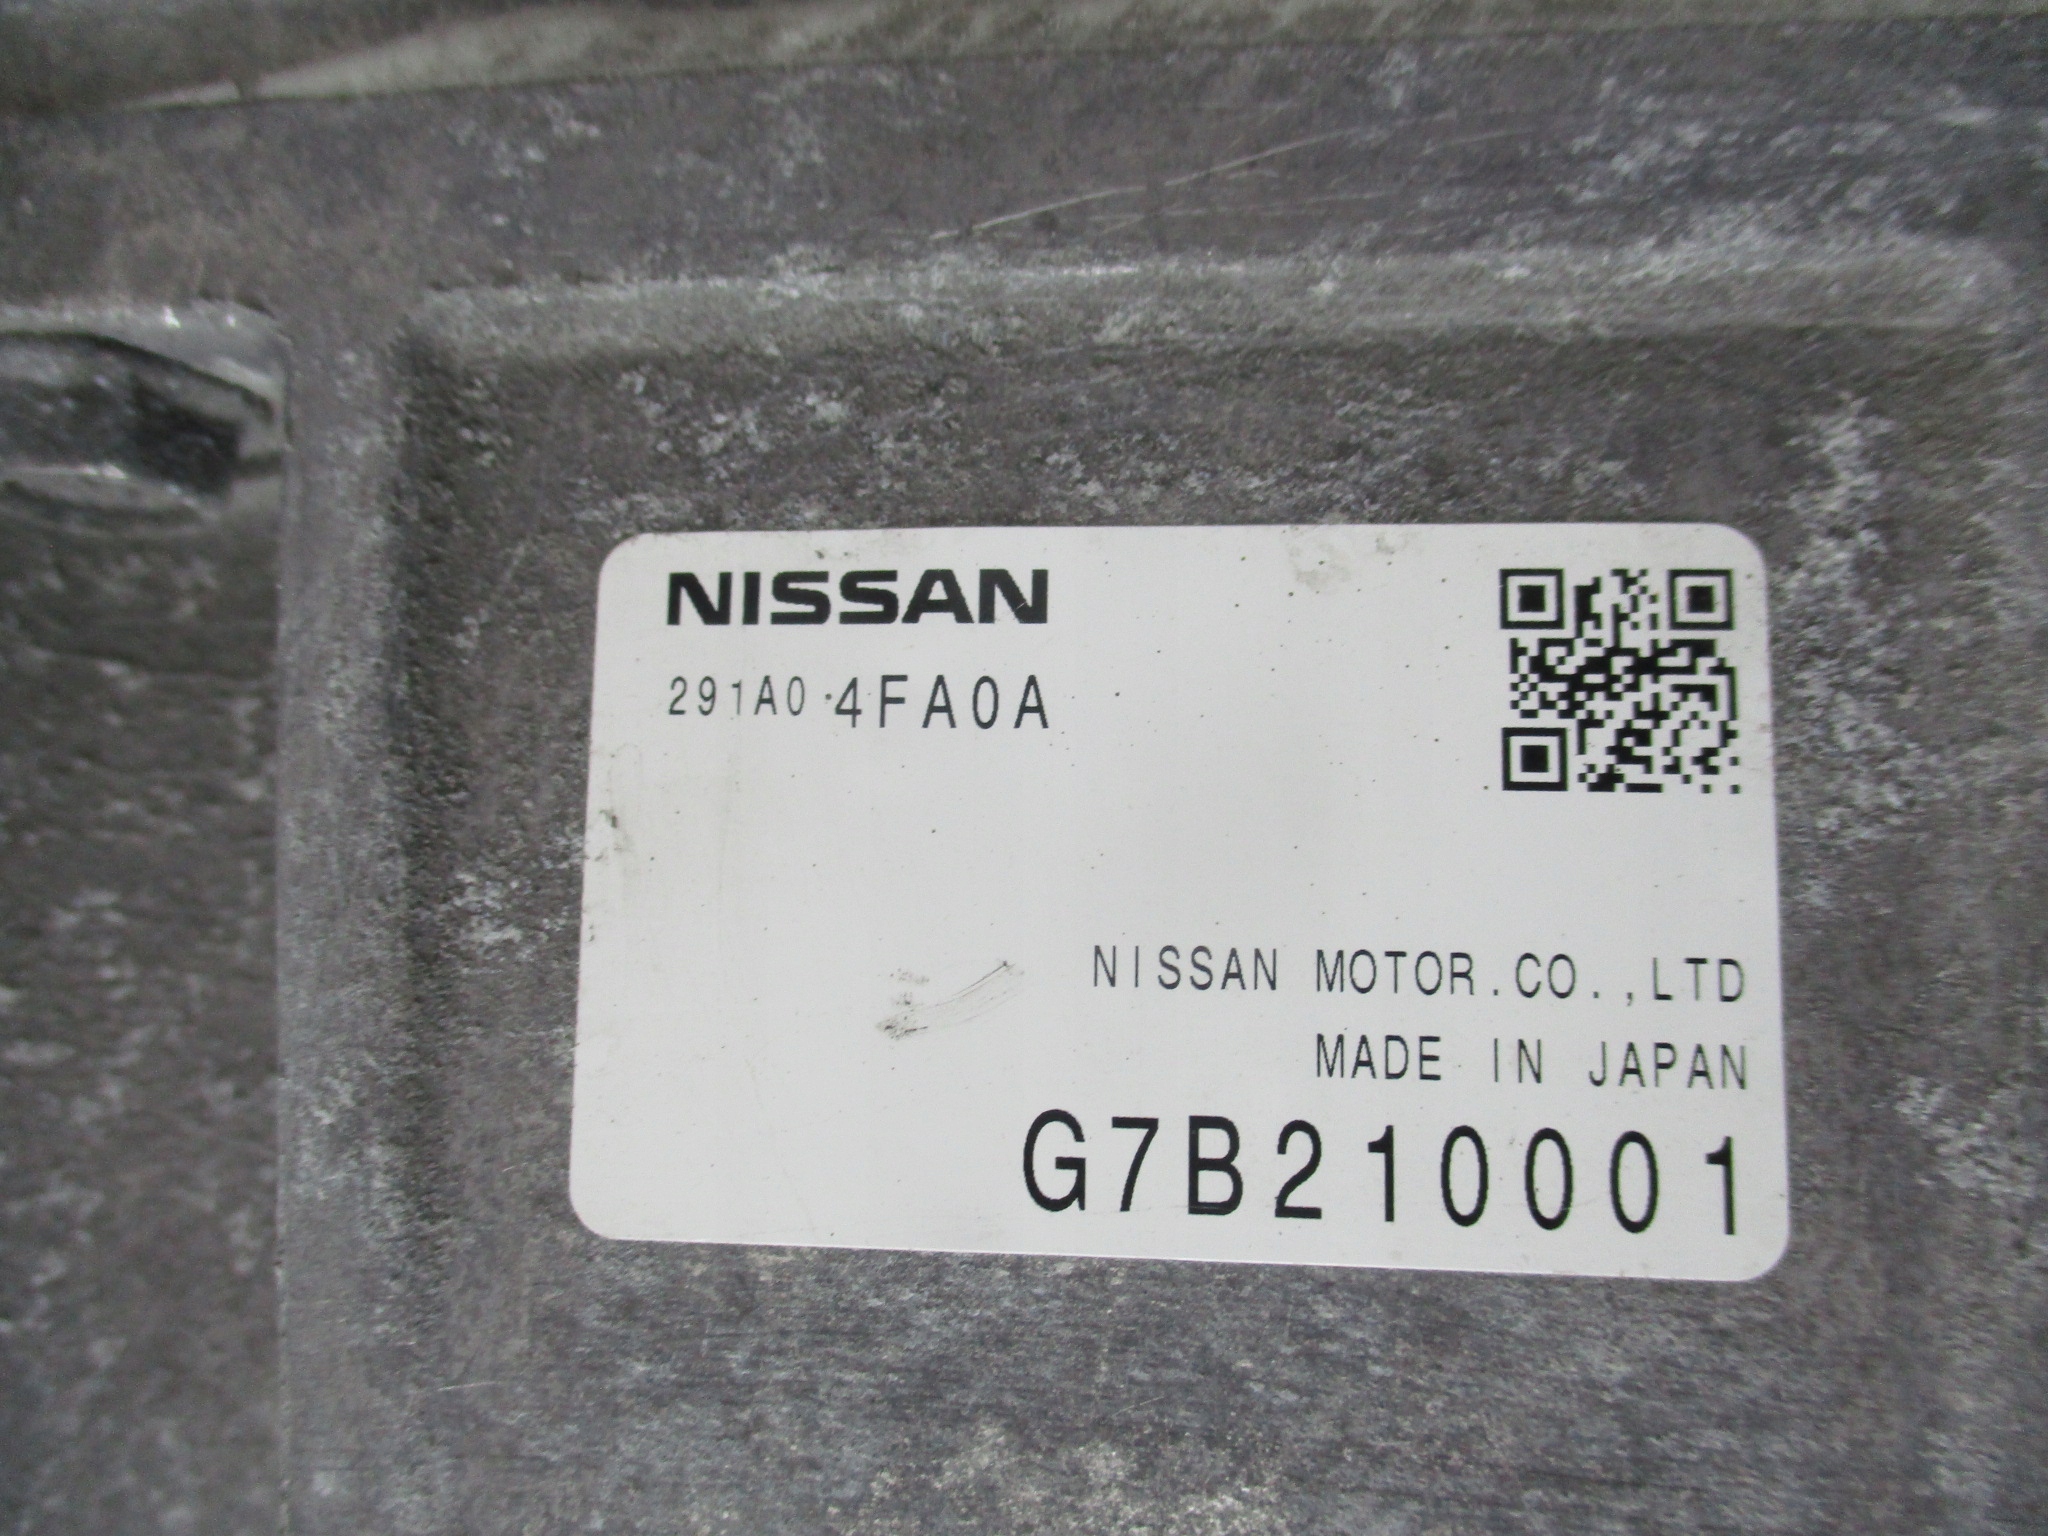 NISSAN
291A0-4FA0A
NISSAN MOTOR.CO.,LTD
MADE IN JAPAN
G7B210001